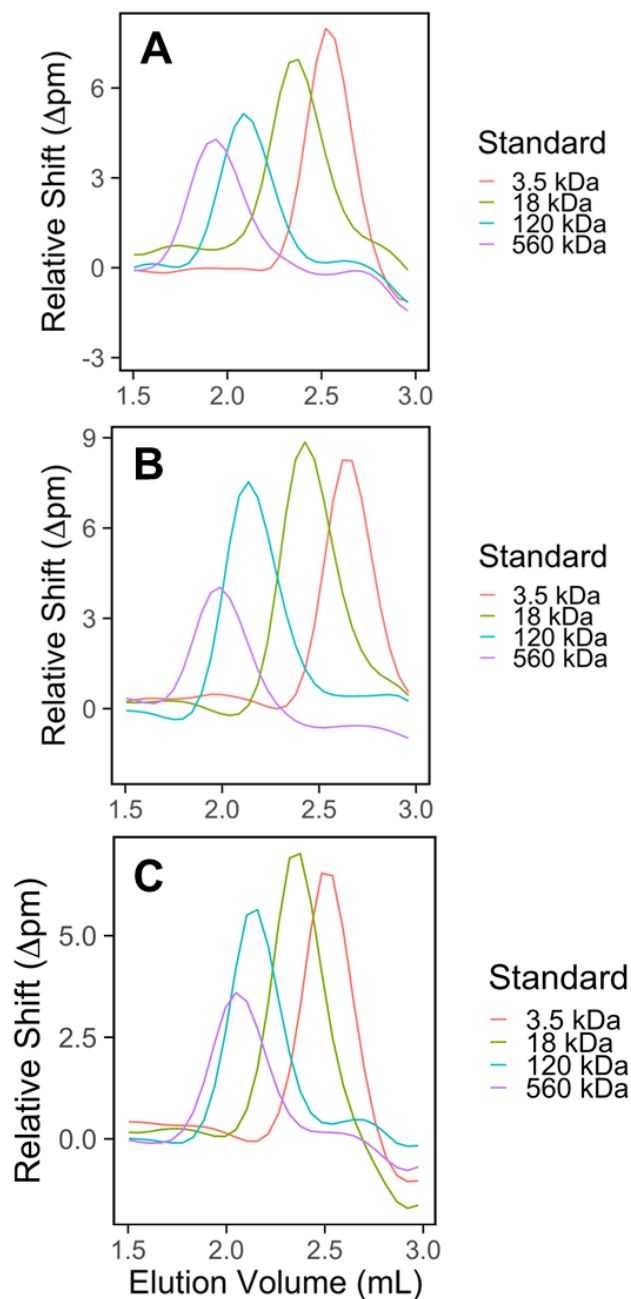 A
Relative Shift (Δpm)
6
3
0
-3
1.5 2.0 2.5 3.0
Standard
3.5 kDa
18 kDa
120 kDa
560 kDa
B
Relative Shift (Δpm)
9
6
3
0
1.5 2.0 2.5 3.0
Standard
3.5 kDa
18 kDa
120 kDa
560 kDa
C
Relative Shift (Δpm)
5.0
2.5
0.0
1.5 2.0 2.5 3.0
Elution Volume (mL)
Standard
3.5 kDa
18 kDa
120 kDa
560 kDa